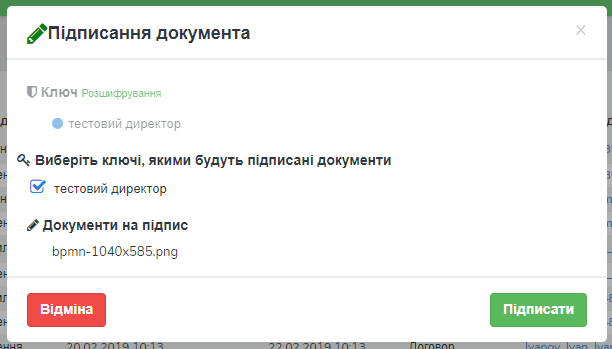 Підписання документа
×
Ключ Розшифрування
тестовий директор
Виберіть ключі, якими будуть підписані документи
тестовий директор
Документи на підпис
bpmn-1040x585.png
Відміна
Підписати
20.02.2019 10:13 22.02.2019 10:13 Договор Ivanov, Ivan, Iva